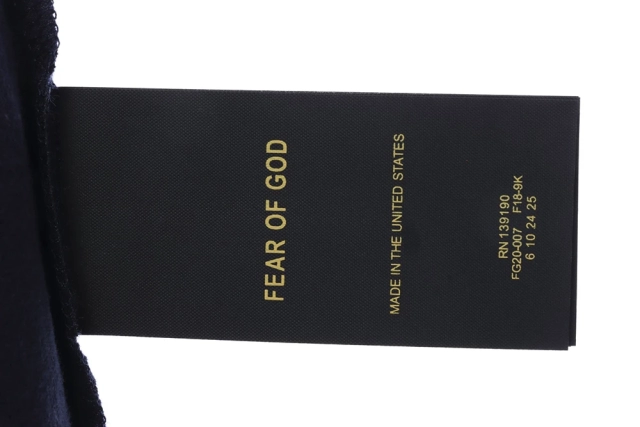 FEAR OF GOD
MADE IN THE UNITED STATES
RN 139190
FG20-007 F18-9K
6 10 24 25